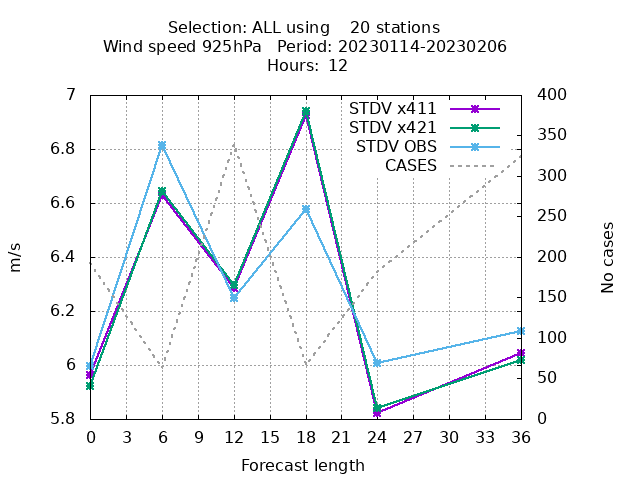 Selection: ALL using    20 stations
Wind speed 925hPa   Period: 20230114-20230206
Hours:  12
7
6.8
6.6
6.4
6.2
6
5.8
m/s
400
350
300
250
200
150
100
50
0
No cases
STDV x411
STDV x421
STDV OBS
CASES
0 3 6 9 12 15 18 21 24 27 30 33 36
Forecast length